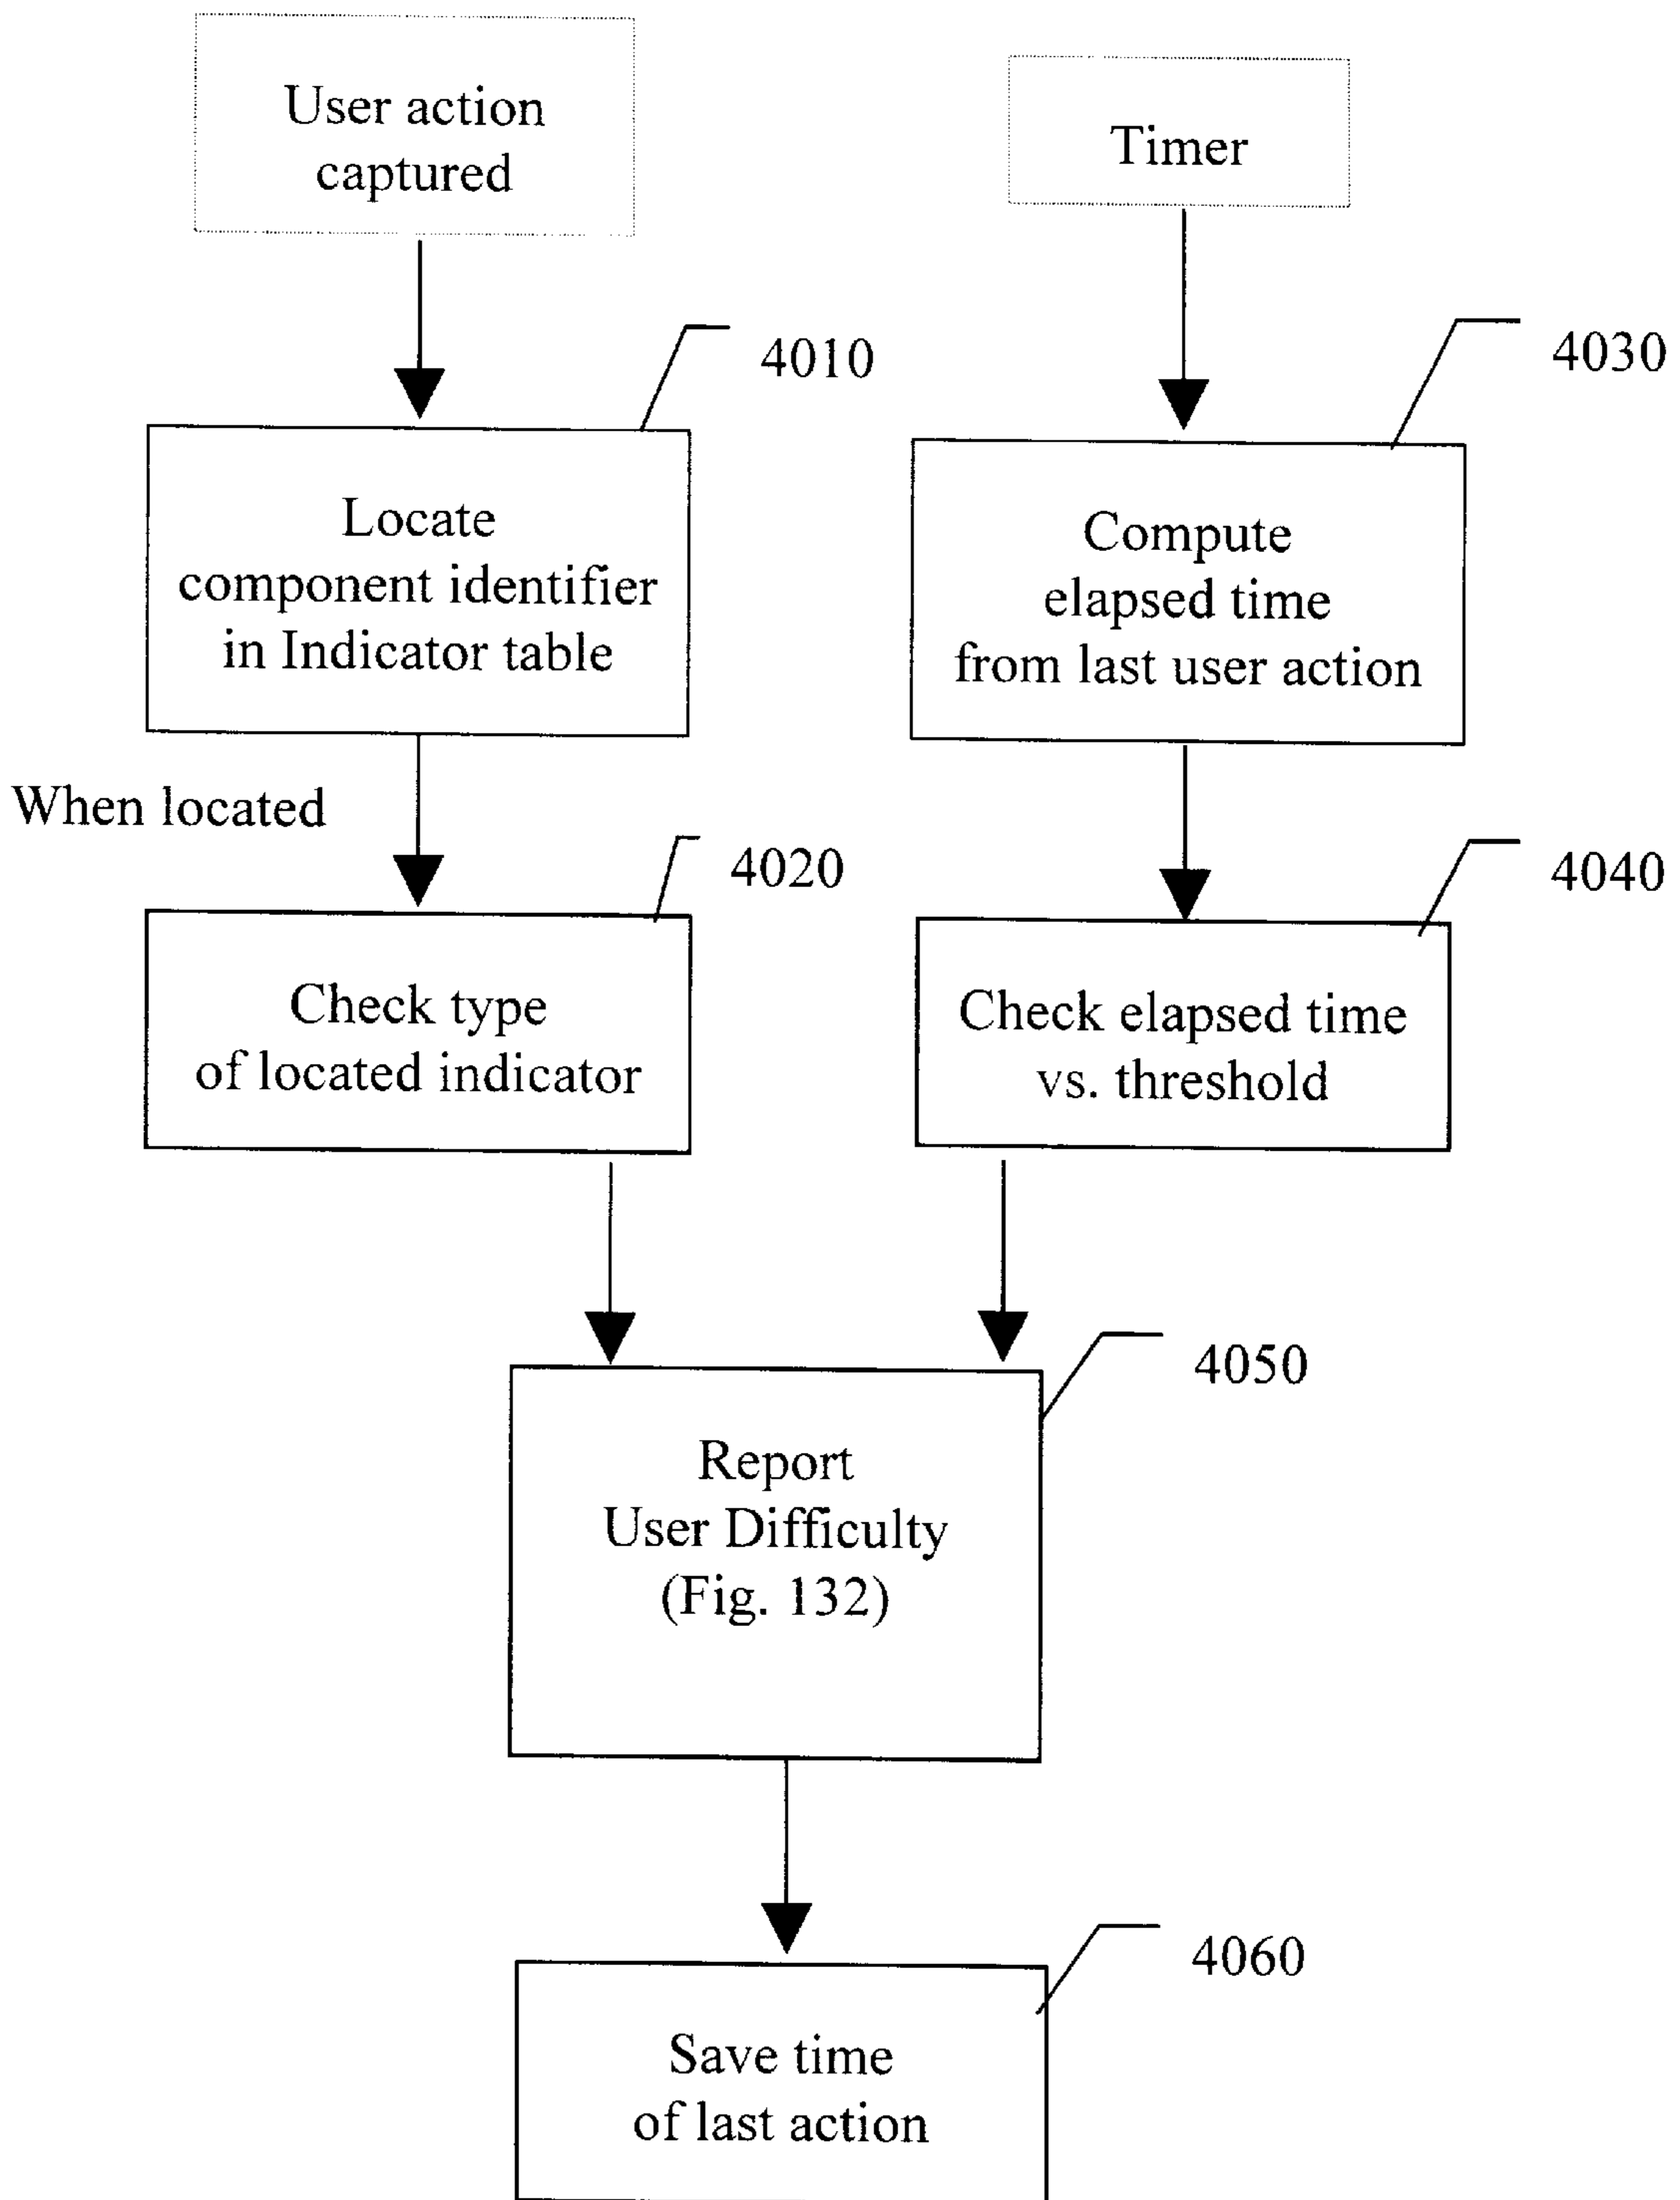 User action
captured
Timer
4010
4030
Locate
component identifier
in Indicator table
Compute
elapsed time
from last user action
When located
4020
4040
Check type
of located indicator
Check elapsed time
vs. threshold
4050
Report
User Difficulty
(Fig. 132)
4060
Save time
of last action